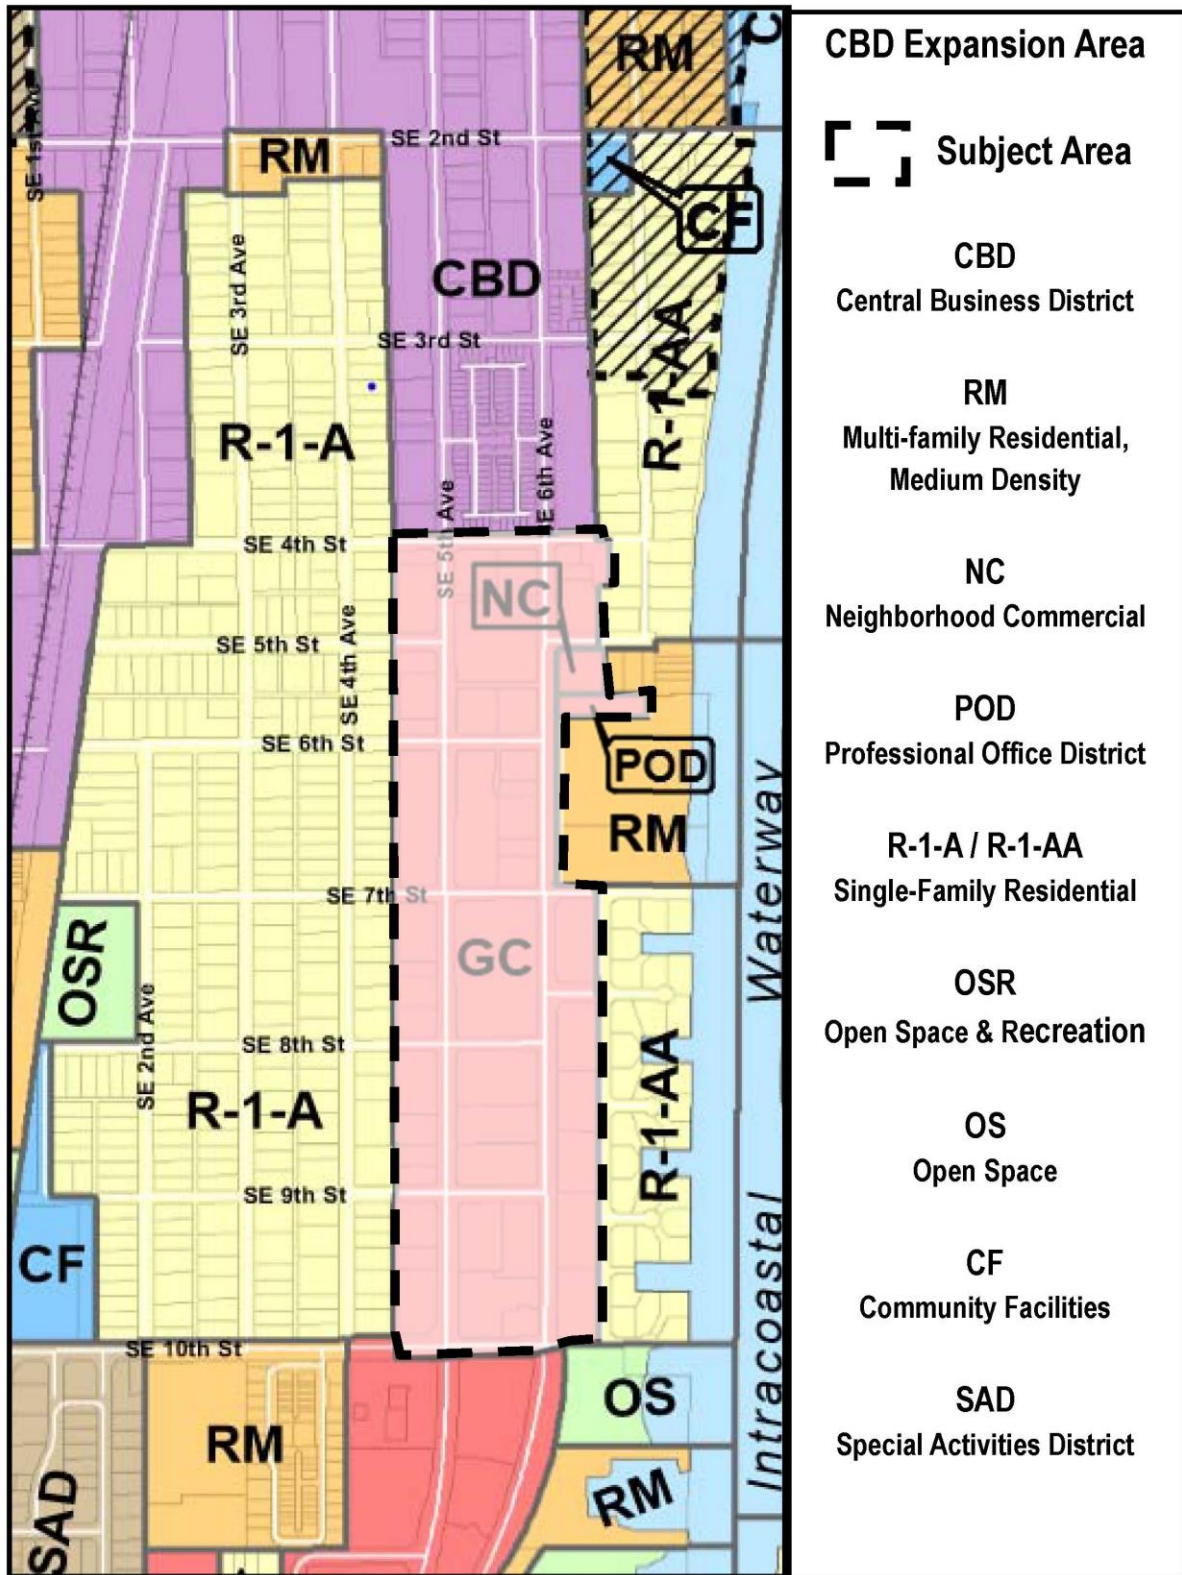 RM
C
SE 1st Av
SE 2nd St
RM
CF
SE 3rd Ave
CBD
SE 3rd St
R-1-AA
R-1-A
SE 5th Ave
SE 6th Ave
SE 4th St
NC
SE 5th St
SE 4th Ave
SE 6th St
POD
RM
SE 7th St
OSR
GC
Waterway
SE 2nd Ave
SE 8th St
R-1-A
R-1-AA
SE 9th St
CF
Intracoastal
SE 10th St
OS
RM
RM
SAD
CBD Expansion Area
Subject Area
CBD
Central Business District
RM
Multi-family Residential,
Medium Density
NC
Neighborhood Commercial
POD
Professional Office District
R-1-A / R-1-AA
Single-Family Residential
OSR
Open Space & Recreation
OS
Open Space
CF
Community Facilities
SAD
Special Activities District